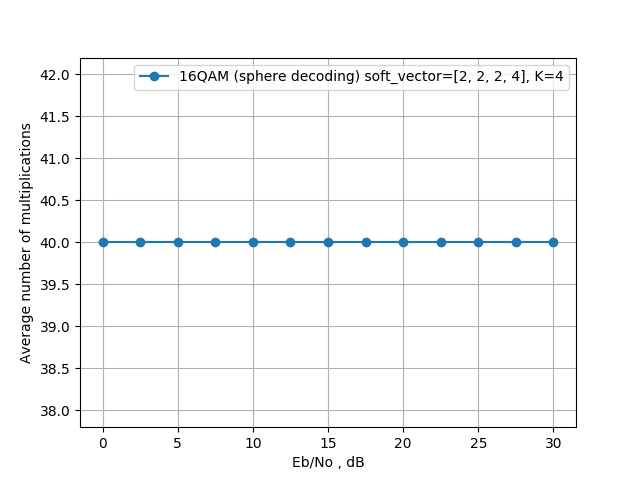 16QAM (sphere decoding) soft_vector=[2, 2, 2, 4], K=4
42.0
41.5
41.0
40.5
40.0
39.5
39.0
38.5
38.0
Average number of multiplications
0 5 10 15 20 25 30
Eb/No , dB